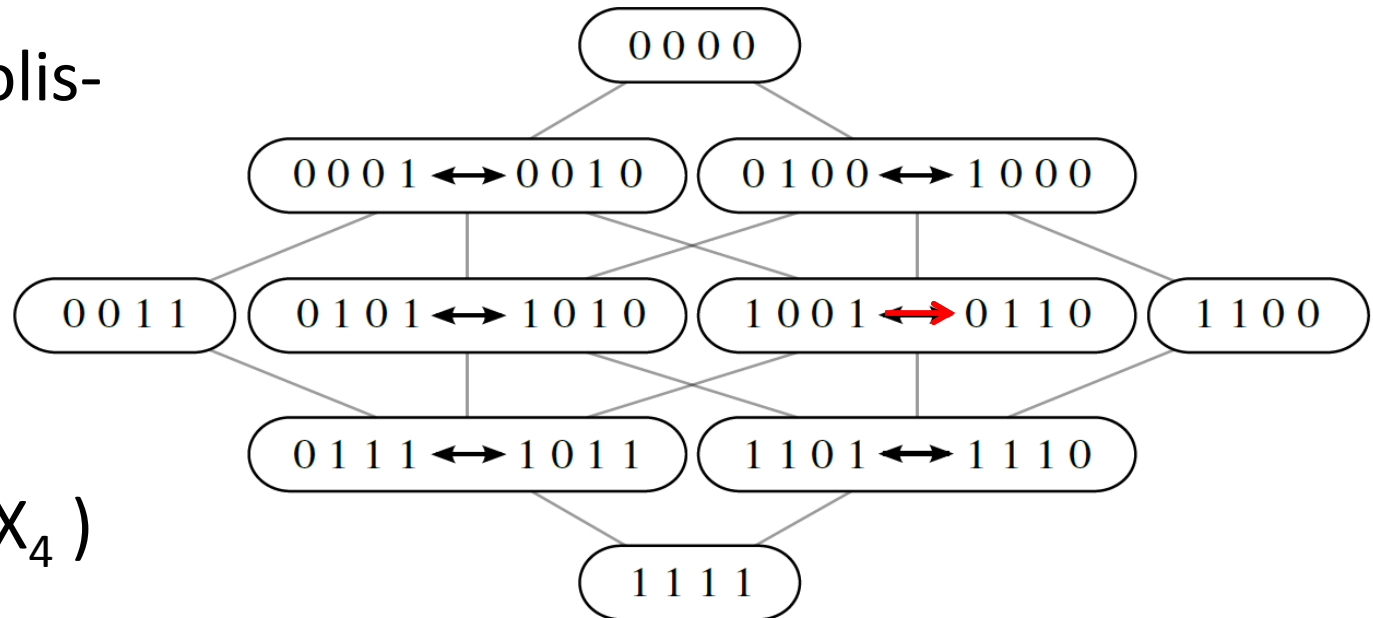 0 0 0 0
olis-
0 0 0 1 ↔ 0 0 1 0   0 1 0 0 ↔ 1 0 0 0
0 0 1 1   0 1 0 1 ↔ 1 0 1 0   1 0 0 1 ↔ 0 1 1 0   1 1 0 0
0 1 1 1 ↔ 1 0 1 1   1 1 0 1 ↔ 1 1 1 0
X₄ )
1 1 1 1